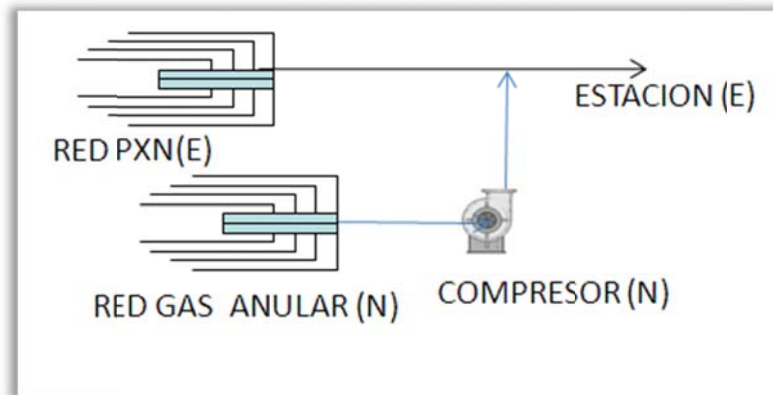 ESTACION (E)
RED PXN(E)
COMPRESOR (N)
RED GAS  ANULAR (N)